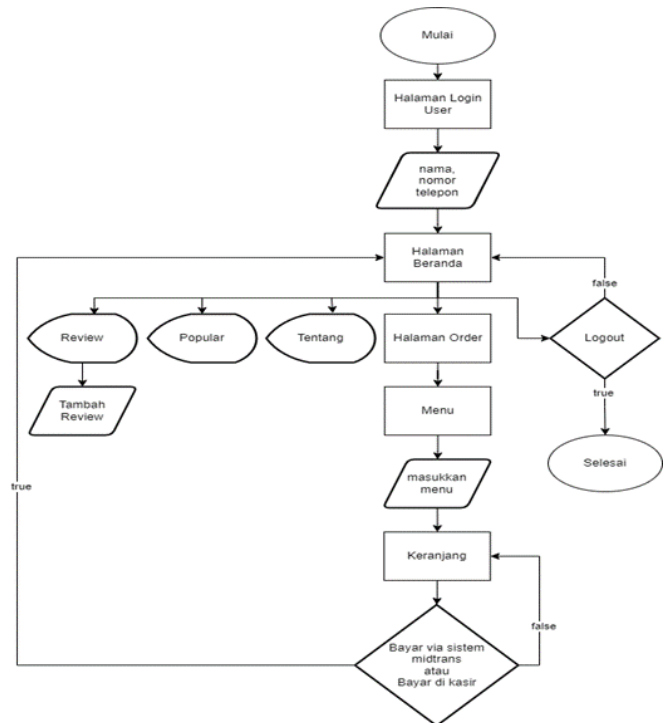 Mulai
Halaman Login
User
nama,
nomor
telepon
Halaman
Beranda
false
Review
Popular
Tentang
Halaman Order
Logout
Tambah
Review
Menu
true
Selesai
masukkan
menu
true
Keranjang
false
Bayar via sistem
midtrans
atau
Bayar di kasir